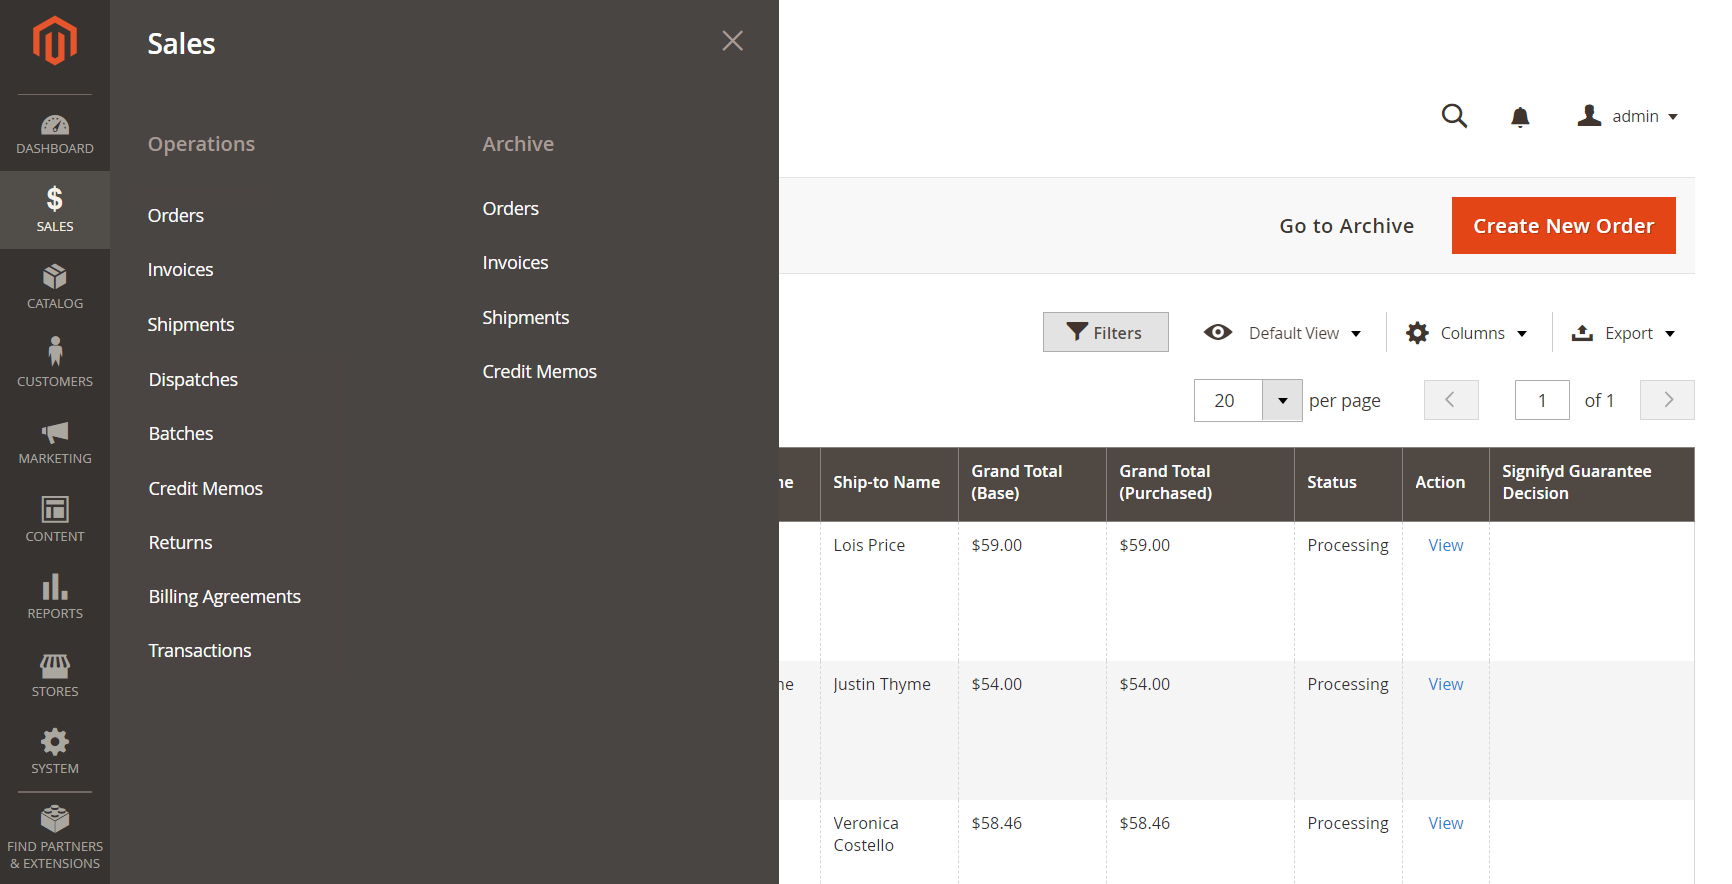 DASHBOARD
SALES
CATALOG
CUSTOMERS
MARKETING
CONTENT
REPORTS
STORES
SYSTEM
FIND PARTNERS
& EXTENSIONS
Sales
Operations
Orders
Invoices
Shipments
Dispatches
Batches
Credit Memos
Returns
Billing Agreements
Transactions
Archive
Orders
Invoices
Shipments
Credit Memos
admin
Go to Archive
Create New Order
Filters
Default View
Columns
Export
20
per page
1
of 1
Ship-to Name
Grand Total
(Base)
Grand Total
(Purchased)
Status
Action
Signifyd Guarantee
Decision
Lois Price
$59.00
$59.00
Processing
View
Justin Thyme
$54.00
$54.00
Processing
View
Veronica
Costello
$58.46
$58.46
Processing
View